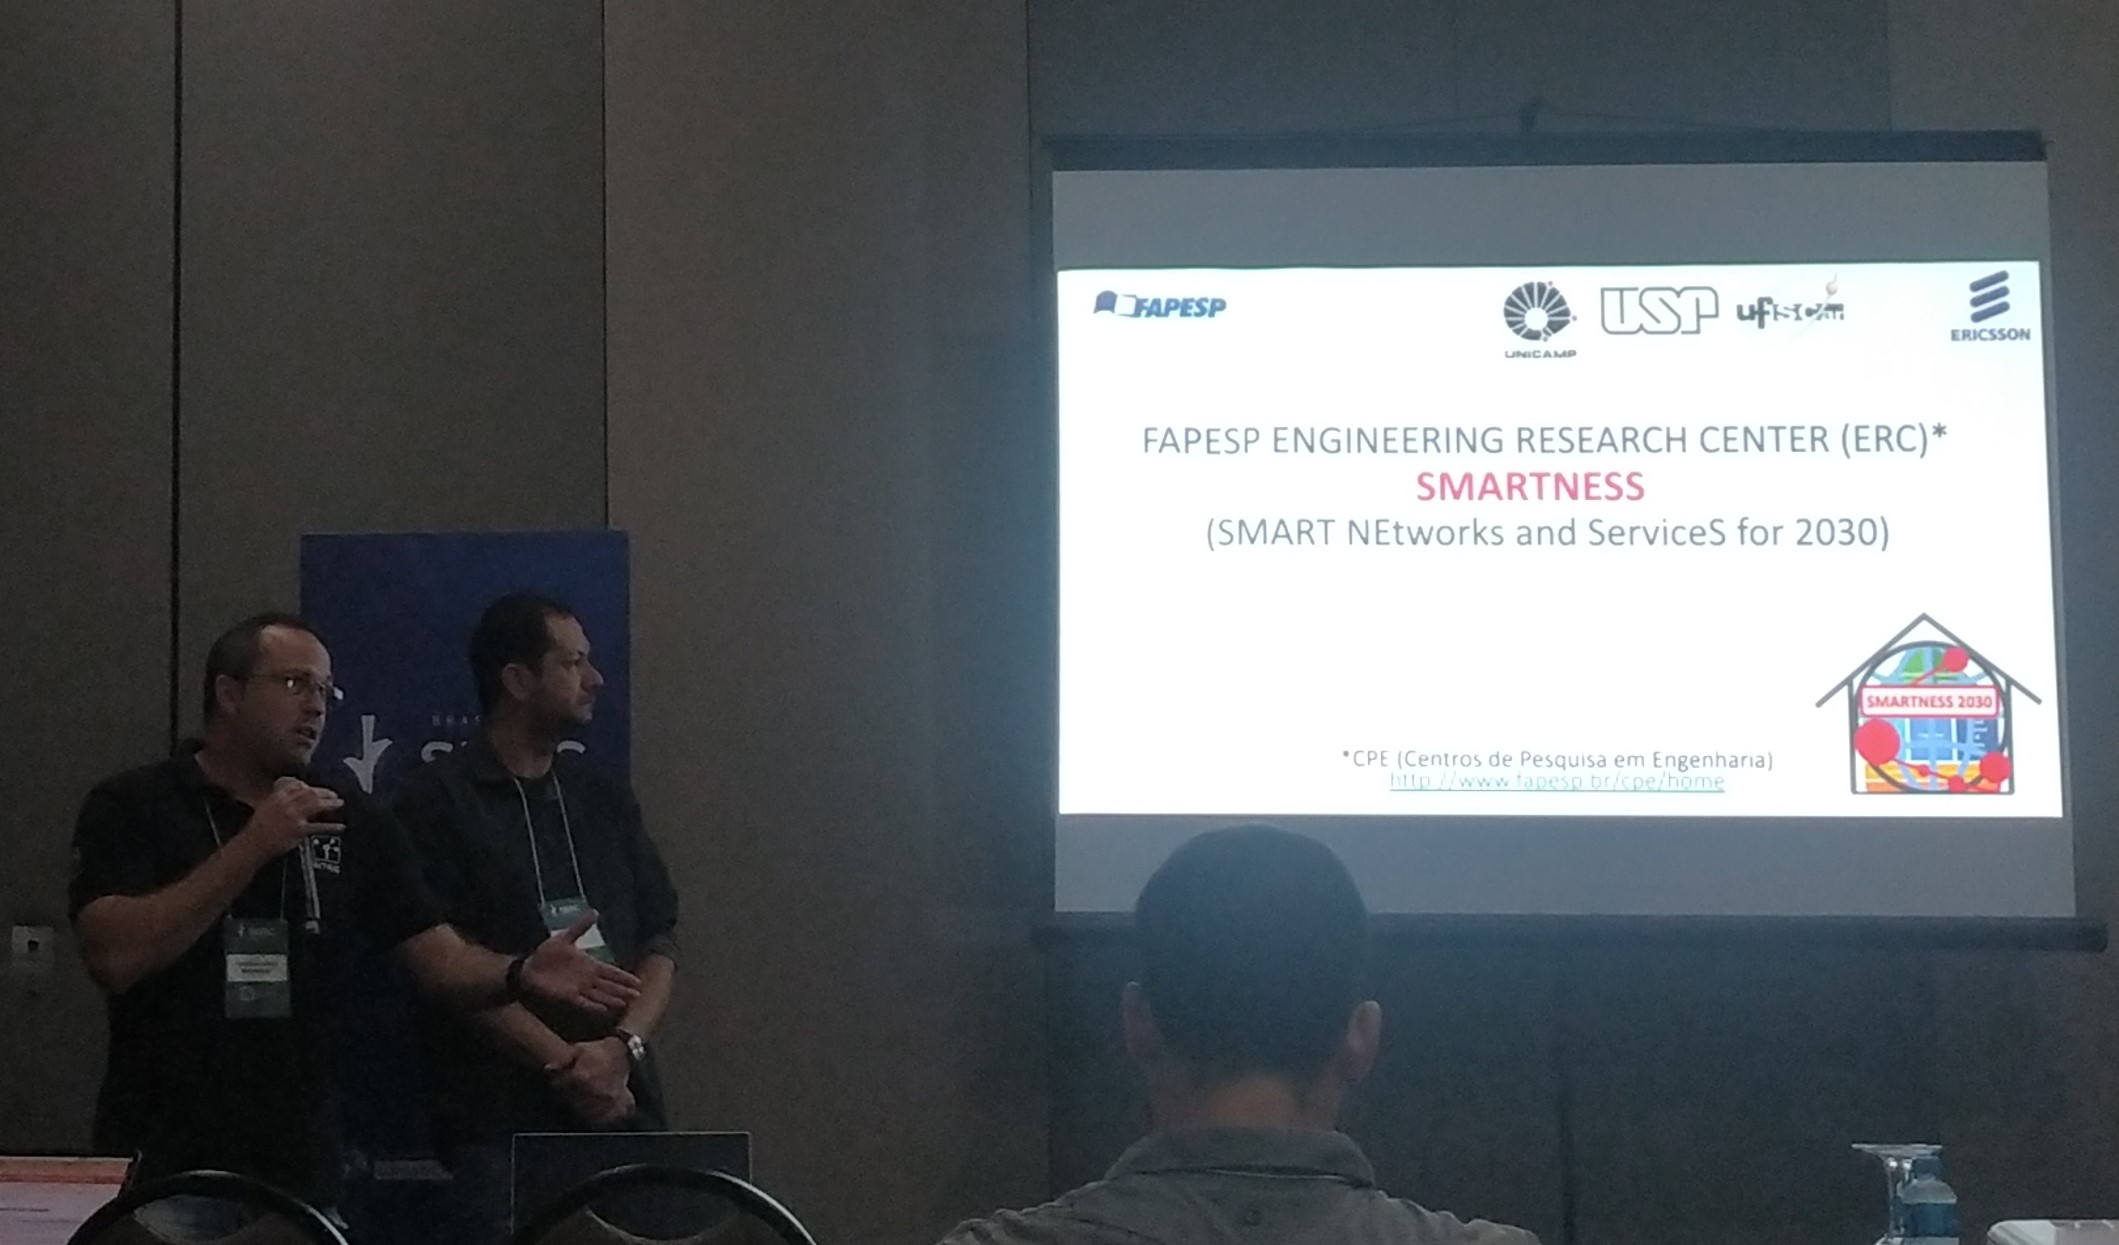 FAPESP
UNICAMP
USP
ufscar
ERICSSON
FAPESP ENGINEERING RESEARCH CENTER (ERC)*
SMARTNESS
(SMART NEtworks and ServiceS for 2030)
SMARTNESS 2030
*CPE (Centros de Pesquisa em Engenharia)
http://www.fapesp.br/cpe/home